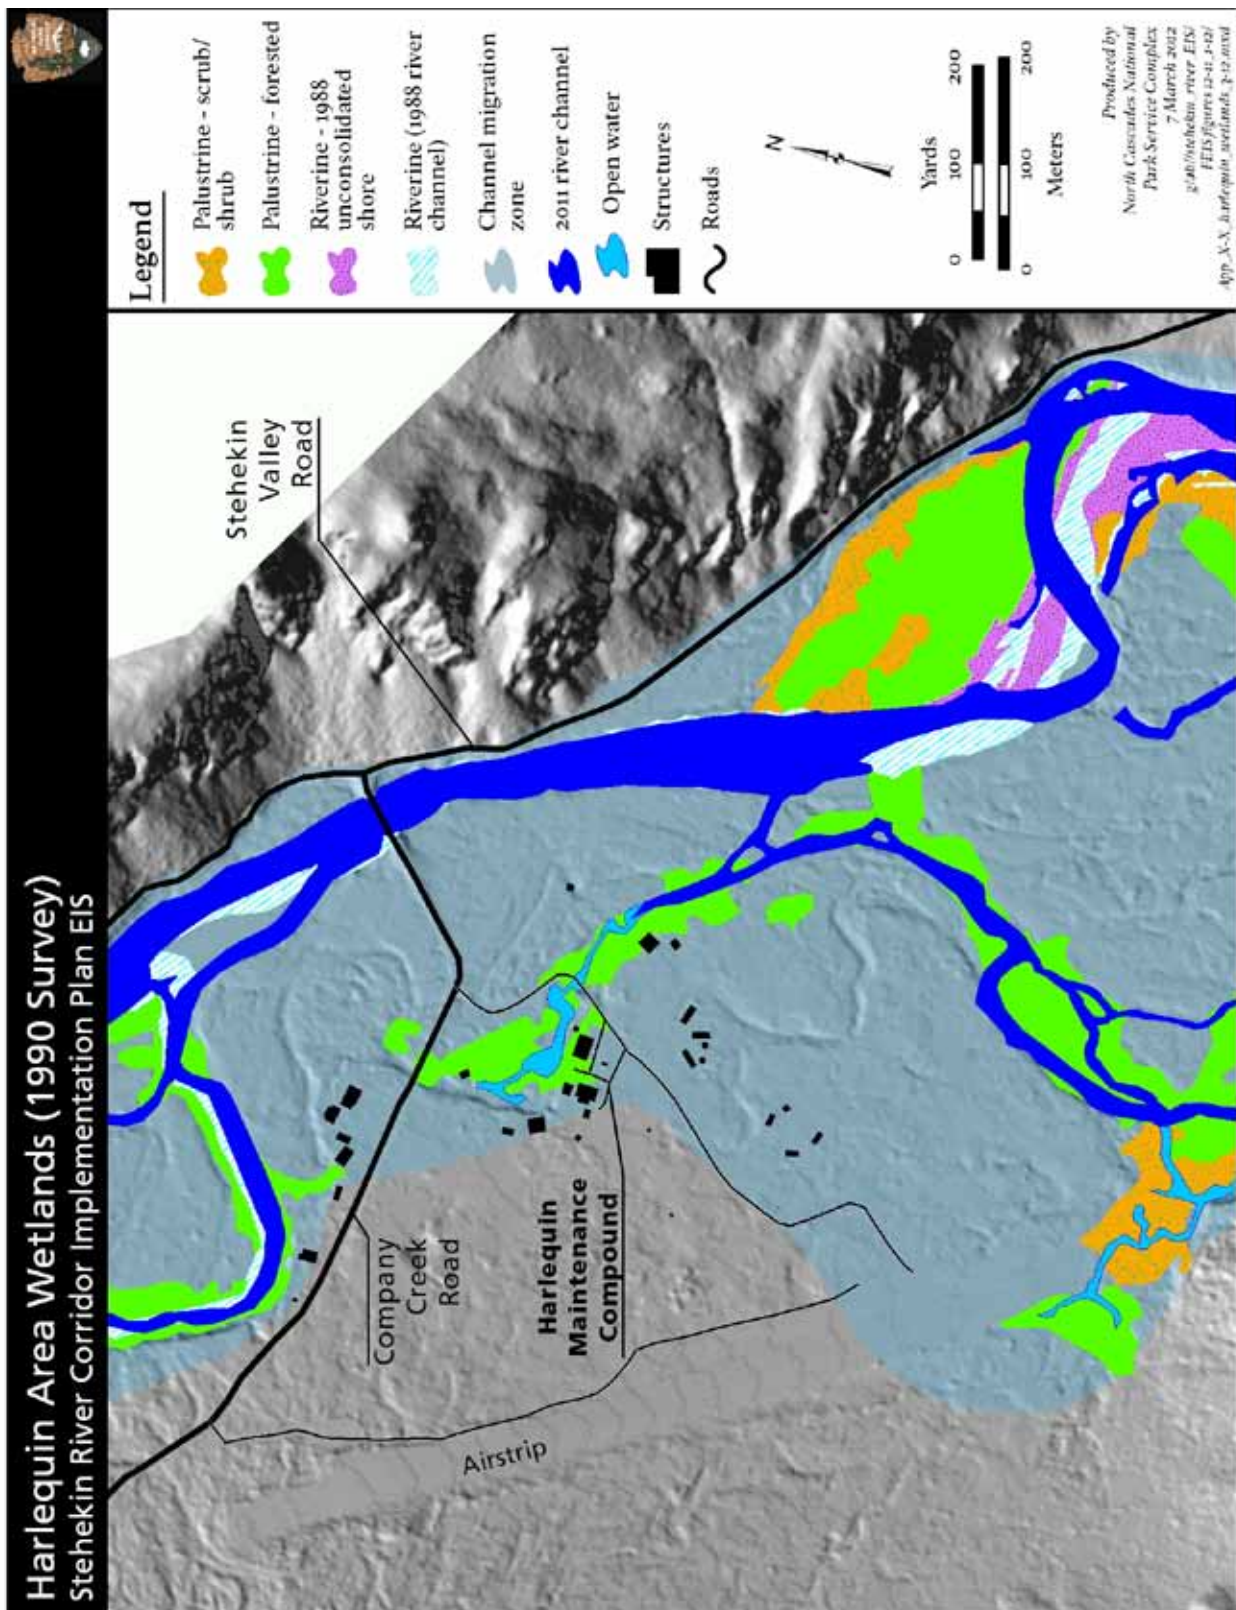 Harlequin Area Wetlands (1990 Survey)
Stehekin River Corridor Implementation Plan EIS
Legend
Palustrine - scrub/
shrub
Palustrine - forested
Riverine - 1988
unconsolidated
shore
Riverine (1988 river
channel)
Channel migration
zone
2011 river channel
Open water
Structures
Roads
N
Yards
0 100 200
0 100 200
Meters
Produced by
North Cascades National
Park Service Complex
7 March 2012
FEIS/figures
Stehekin
Valley
Road
Company
Creek
Road
Harlequin
Maintenance
Compound
Airstrip